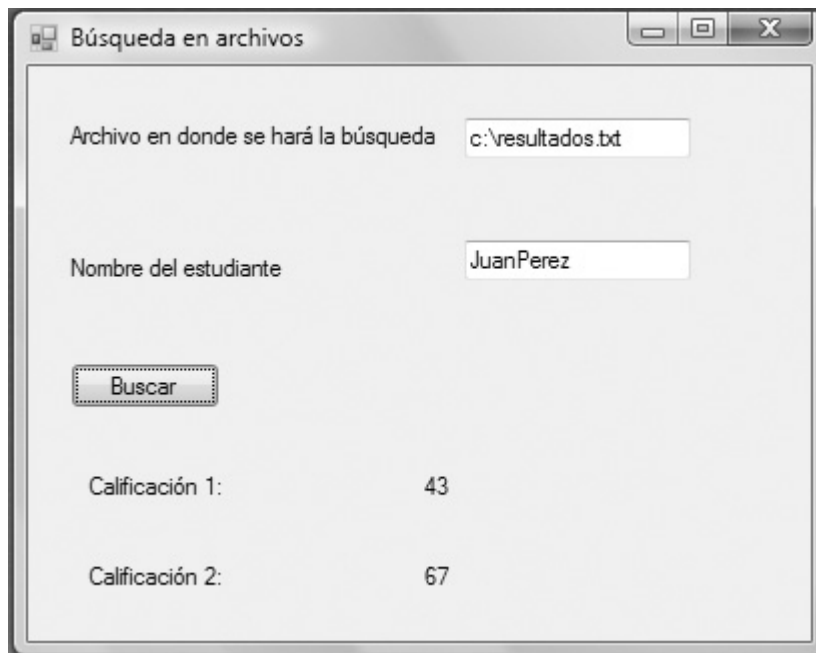 Búsqueda en archivos
Archivo en donde se hará la búsqueda c:\resultados.txt
Nombre del estudiante JuanPerez
Buscar
Calificación 1: 43
Calificación 2: 67